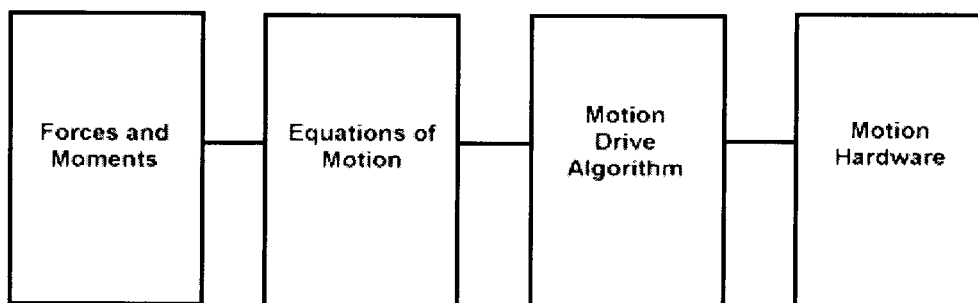 Forces and
Moments
Equations of
Motion
Motion
Drive
Algorithm
Motion
Hardware